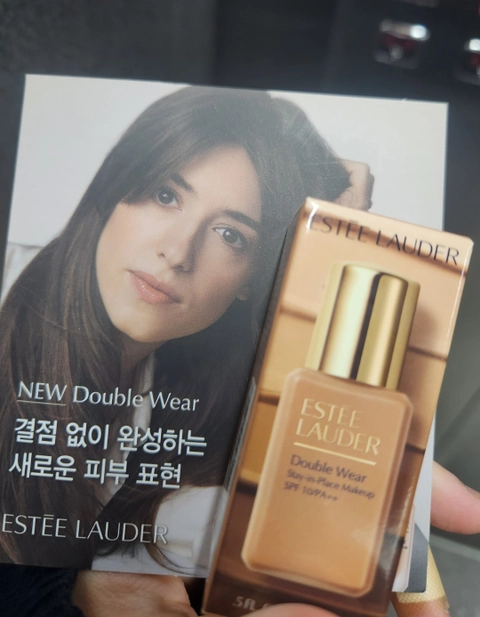 NEW Double Wear
결점 없이 완성하는
새로운 피부 표현
ESTĒE LAUDER
ESTĒE LAUDER
ESTĒE
LAUDER
Double Wear
Stay-in-Place Makeup
SPF 10/PA++